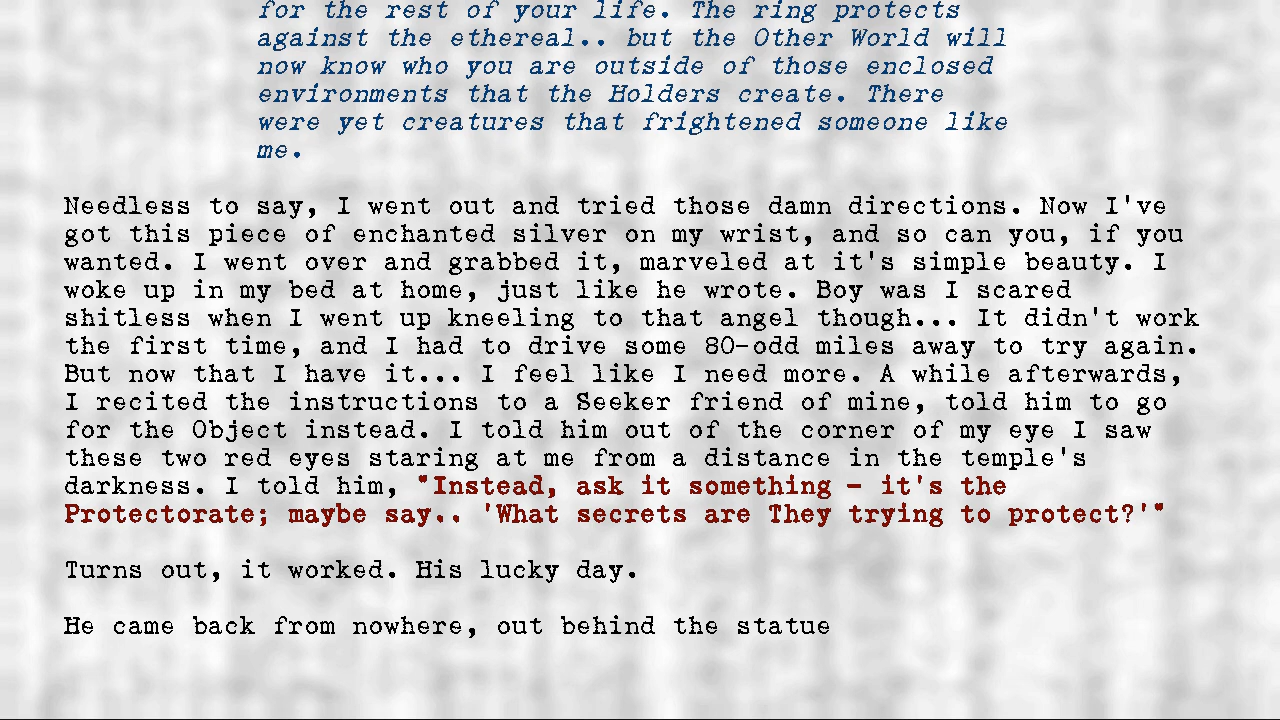 for the rest of your life. The ring protects
against the ethereal.. but the Other World will
now know who you are outside of those enclosed
environments that the Holders create. There
were yet creatures that frightened someone like
me.
Needless to say, I went out and tried those damn directions. Now I've
got this piece of enchanted silver on my wrist, and so can you, if you
wanted. I went over and grabbed it, marveled at it's simple beauty. I
woke up in my bed at home, just like he wrote. Boy was I scared
shitless when I went up kneeling to that angel though... It didn't work
the first time, and I had to drive some 80-odd miles away to try again.
But now that I have it... I feel like I need more. A while afterwards,
I recited the instructions to a Seeker friend of mine, told him to go
for the Object instead. I told him out of the corner of my eye I saw
these two red eyes staring at me from a distance in the temple's
darkness. I told him, "Instead, ask it something - it's the
Protectorate; maybe say.. 'What secrets are They trying to protect?'"
Turns out, it worked. His lucky day.
He came back from nowhere, out behind the statue